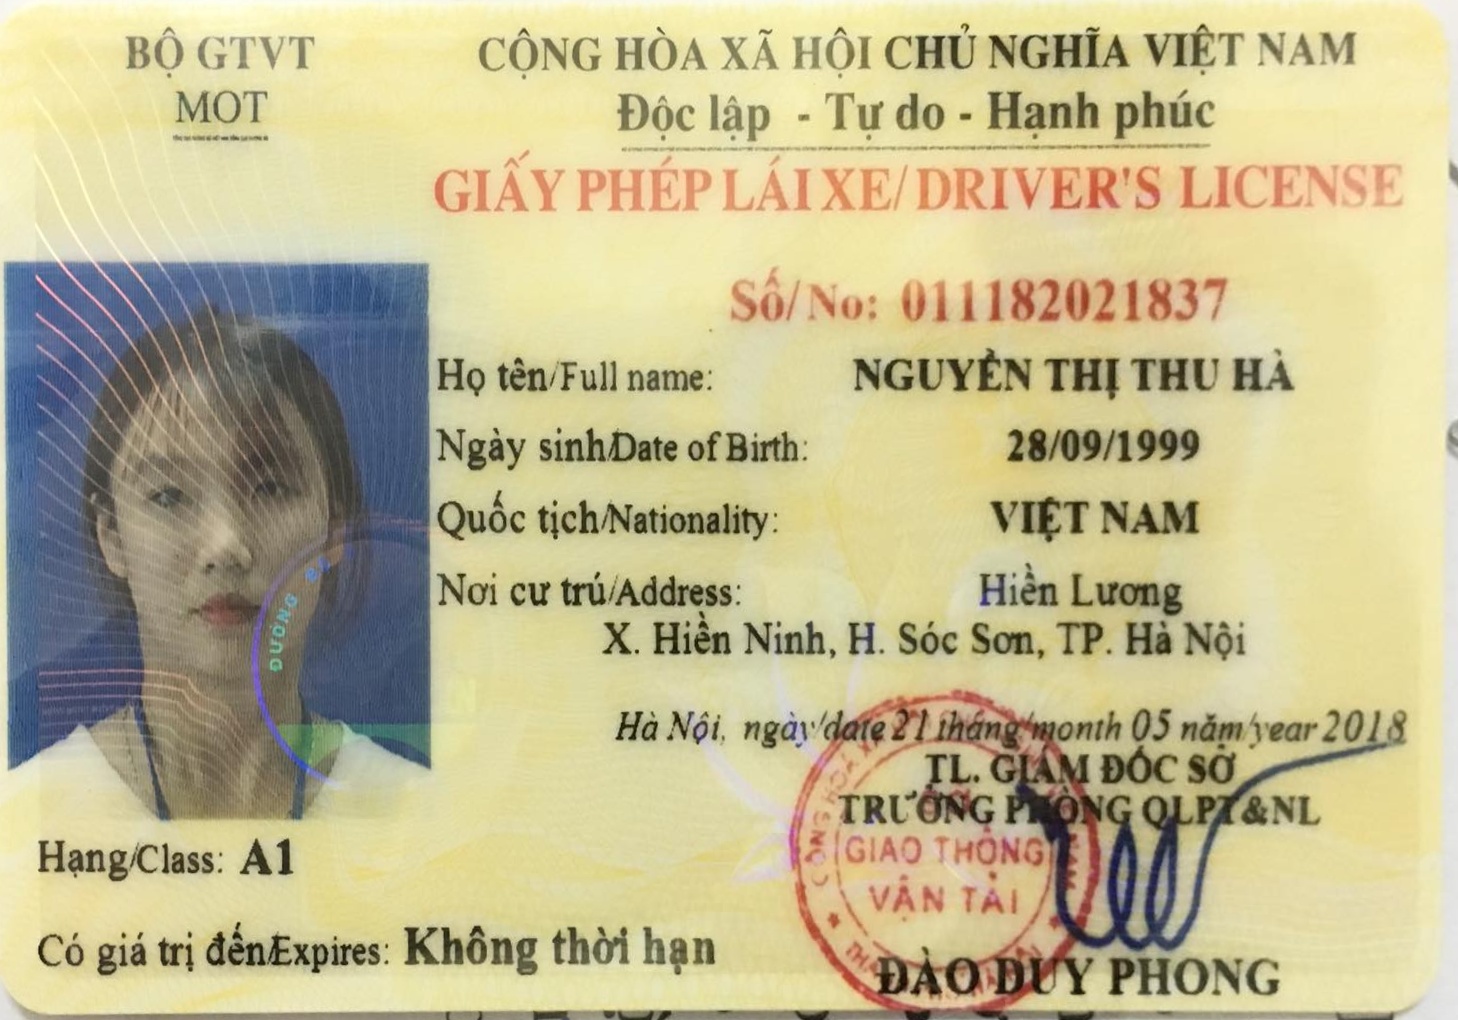 BỘ GTVT
MOT
CỘNG HÒA XÃ HỘI CHỦ NGHĨA VIỆT NAM
Độc lập - Tự do - Hạnh phúc
GIẤY PHÉP LÁI XE/ DRIVER'S LICENSE
Số/ No: 011182021837
Họ tên/Full name: NGUYỄN THỊ THU HÀ
Ngày sinh/Date of Birth: 28/09/1999
Quốc tịch/Nationality: VIỆT NAM
Nơi cư trú/Address: Hiền Lương
X. Hiền Ninh, H. Sóc Sơn, TP. Hà Nội
Hà Nội, ngày/date 21 tháng/month 05 năm/year 2018
TL. GIÁM ĐỐC SỞ
TRƯỞNG PHÒNG QLPT&NL
GIAO THÔNG
VẬN TẢI
ĐÀO DUY PHONG
ĐƯỜNG
Hạng/Class: A1
Có giá trị đến/Expires: Không thời hạn